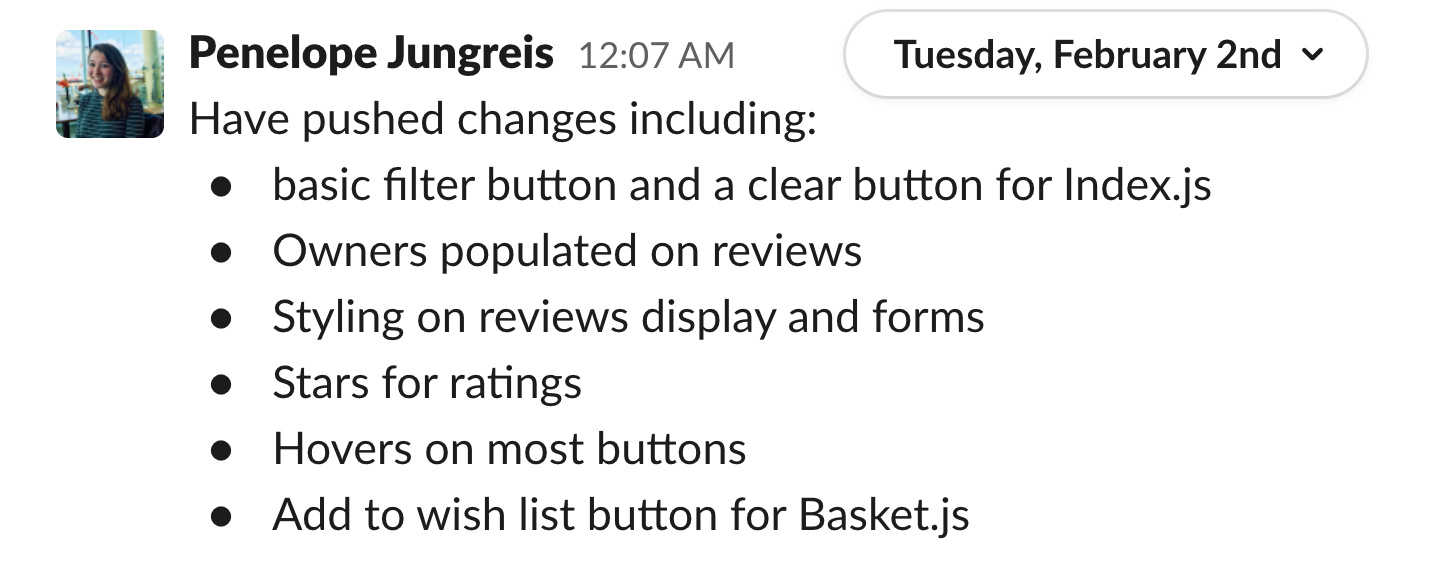 Penelope Jungreis 12:07 AM Tuesday, February 2nd
Have pushed changes including:
• basic filter button and a clear button for Index.js
• Owners populated on reviews
• Styling on reviews display and forms
• Stars for ratings
• Hovers on most buttons
• Add to wish list button for Basket.js